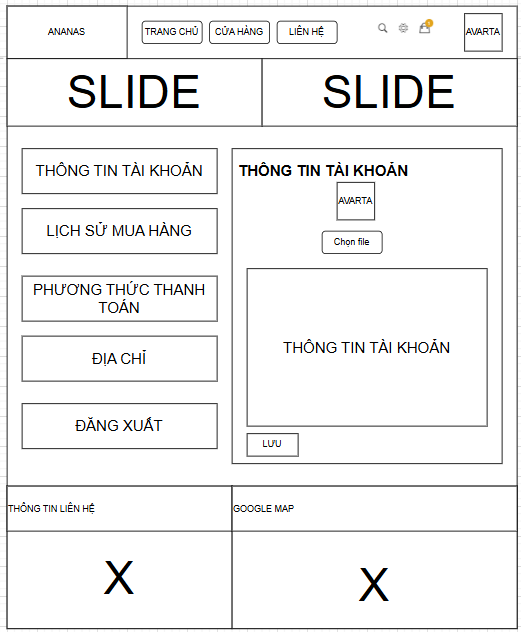 ANANAS
TRANG CHỦ
CỬA HÀNG
LIÊN HỆ
AVARTA
SLIDE
SLIDE
THÔNG TIN TÀI KHOẢN
LỊCH SỬ MUA HÀNG
PHƯƠNG THỨC THANH
TOÁN
ĐỊA CHỈ
ĐĂNG XUẤT
THÔNG TIN TÀI KHOẢN
AVARTA
Chọn file
THÔNG TIN TÀI KHOẢN
LƯU
THÔNG TIN LIÊN HỆ
GOOGLE MAP
X
X